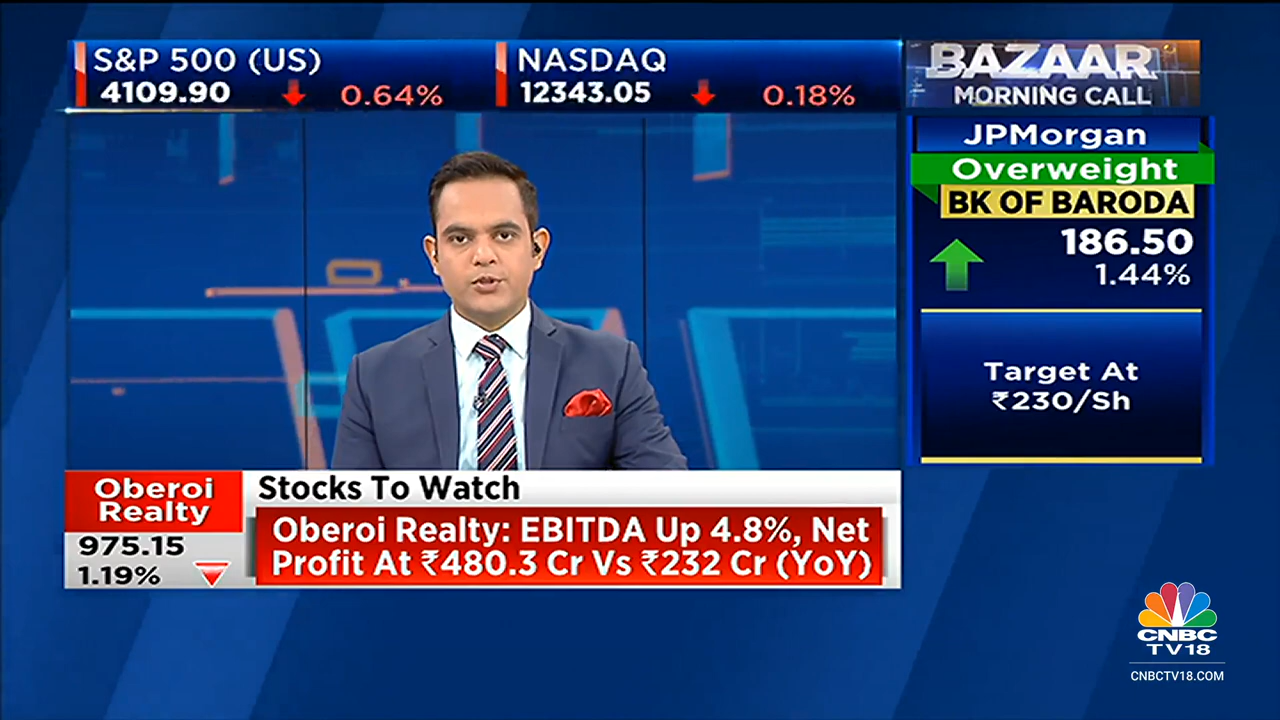 S&P 500 (US)
4109.90 0.64%
NASDAQ
12343.05 0.18%
BAZAAR
MORNING CALL
JPMorgan
Overweight
BK OF BARODA
186.50
1.44%
Target At
₹230/Sh
Oberoi
Realty
975.15
1.19%
Stocks To Watch
Oberoi Realty: EBITDA Up 4.8%, Net
Profit At ₹480.3 Cr Vs ₹232 Cr (YoY)
CNBC
TV18
CNBCTV18.COM